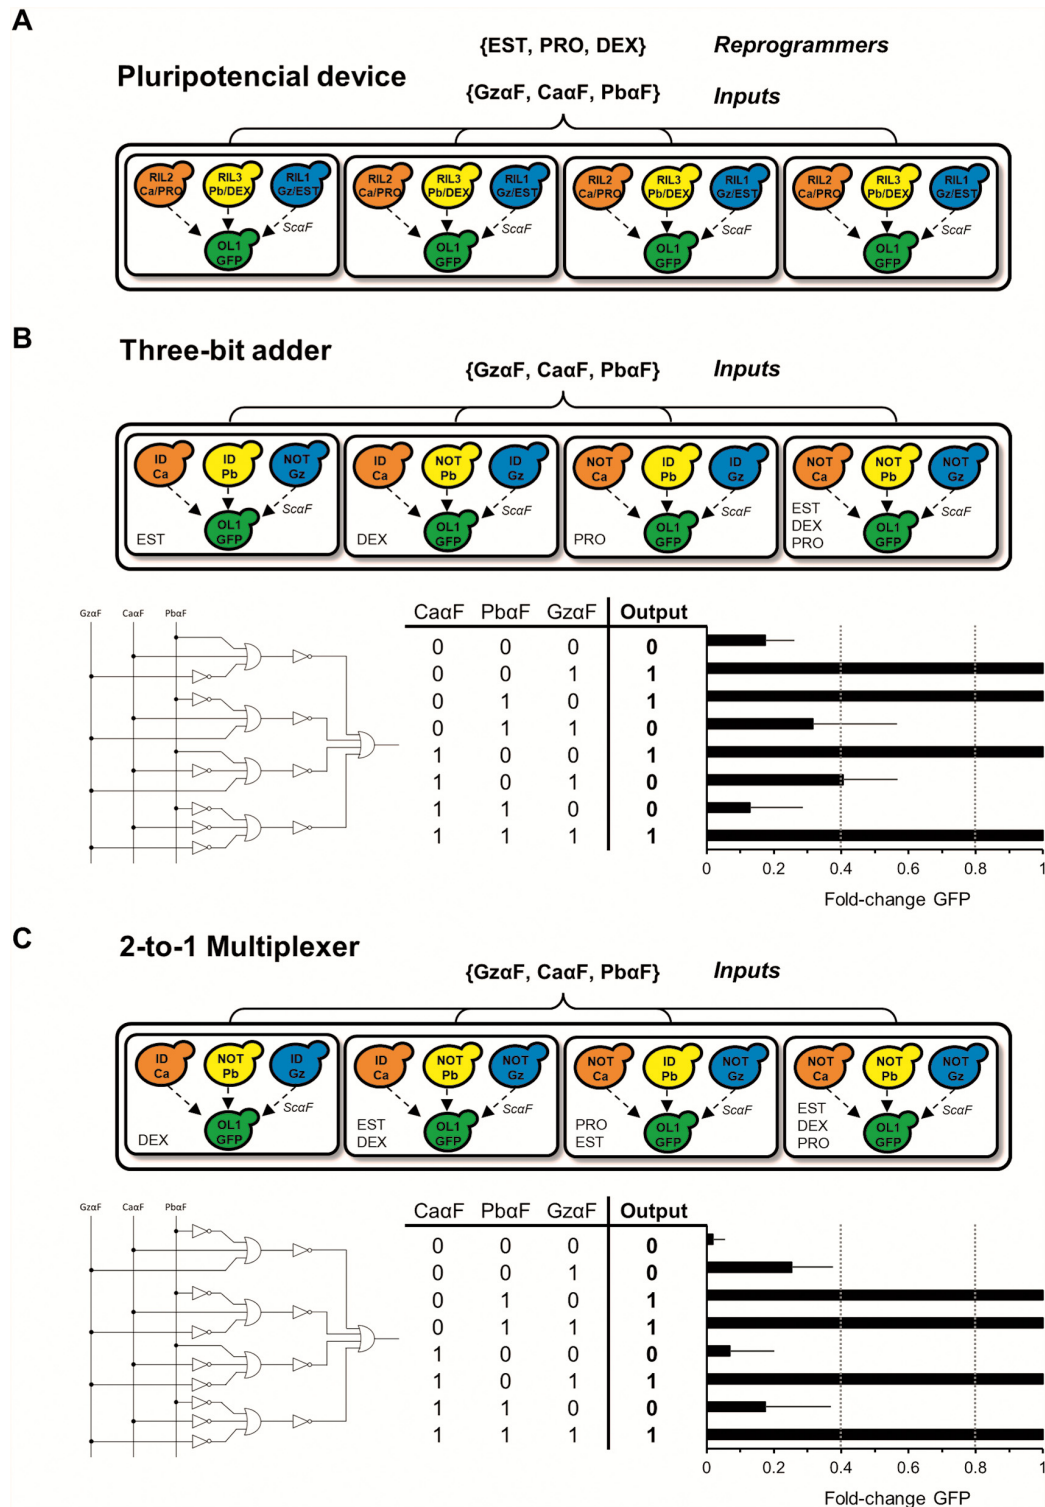 A
{EST, PRO, DEX} Reprogrammers
Pluripotencial device
{GzαF, CaαF, PbαF} Inputs
RIL2 Ca/PRO RIL3 Pb/DEX RIL1 Gz/EST
ScαF
OL1 GFP
RIL2 Ca/PRO RIL3 Pb/DEX RIL1 Gz/EST
ScαF
OL1 GFP
RIL2 Ca/PRO RIL3 Pb/DEX RIL1 Gz/EST
ScαF
OL1 GFP
RIL2 Ca/PRO RIL3 Pb/DEX RIL1 Gz/EST
ScαF
OL1 GFP
B
Three-bit adder
{GzαF, CaαF, PbαF} Inputs
ID Ca ID Pb NOT Gz
ScαF
OL1 GFP
EST
ID Ca NOT Pb ID Gz
ScαF
OL1 GFP
DEX
NOT Ca ID Pb ID Gz
ScαF
OL1 GFP
PRO
NOT Ca NOT Pb NOT Gz
ScαF
OL1 GFP
EST
DEX
PRO
GzαF CaαF PbαF
CaαF PbαF GzαF Output
0 0 0 0
0 0 1 1
0 1 0 1
0 1 1 0
1 0 0 1
1 0 1 0
1 1 0 0
1 1 1 1
0 0.2 0.4 0.6 0.8 1
Fold-change GFP
C
2-to-1 Multiplexer
{GzαF, CaαF, PbαF} Inputs
ID Ca NOT Pb ID Gz
ScαF
OL1 GFP
DEX
ID Ca NOT Pb NOT Gz
ScαF
OL1 GFP
EST
DEX
NOT Ca ID Pb NOT Gz
ScαF
OL1 GFP
PRO
EST
NOT Ca NOT Pb NOT Gz
ScαF
OL1 GFP
EST
DEX
PRO
GzαF CaαF PbαF
CaαF PbαF GzαF Output
0 0 0 0
0 0 1 0
0 1 0 1
0 1 1 1
1 0 0 0
1 0 1 1
1 1 0 0
1 1 1 1
0 0.2 0.4 0.6 0.8 1
Fold-change GFP